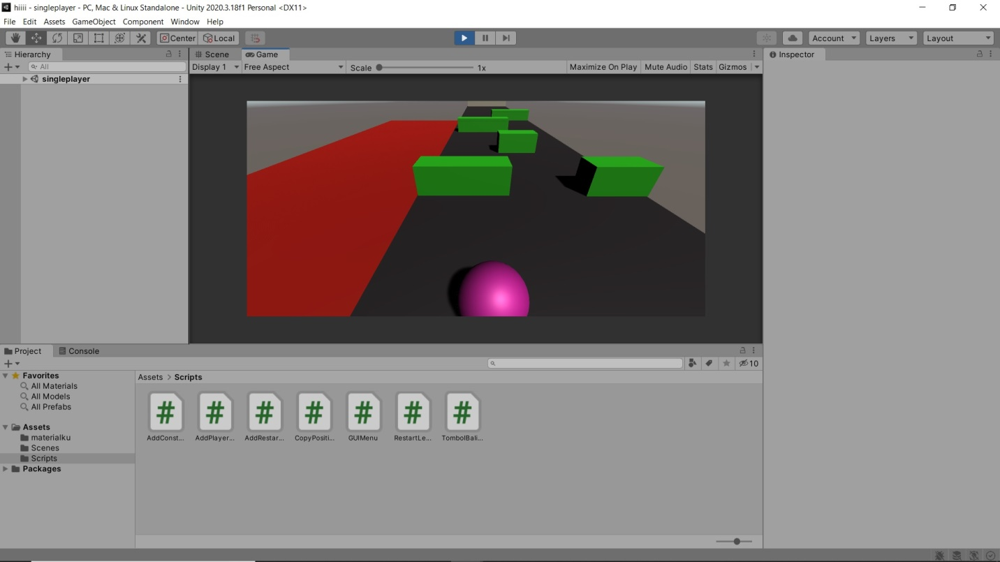 hiiii - singleplayer - PC, Mac & Linux Standalone - Unity 2020.3.18f1 Personal <DX11>
File Edit Assets GameObject Component Window Help
Center Local Account Layers Layout
Hierarchy
All
singleplayer
Scene Game
Display 1 Free Aspect Scale 1x Maximize On Play Mute Audio Stats Gizmos
Inspector
Project Console
10
Favorites
All Materials
All Models
All Prefabs
Assets
materialku
Scenes
Scripts
Packages
Assets > Scripts
# # # # # # #
AddConst... AddPlayer... AddRestar... CopyPositi... GUIMenu RestartLe... TombolBali...